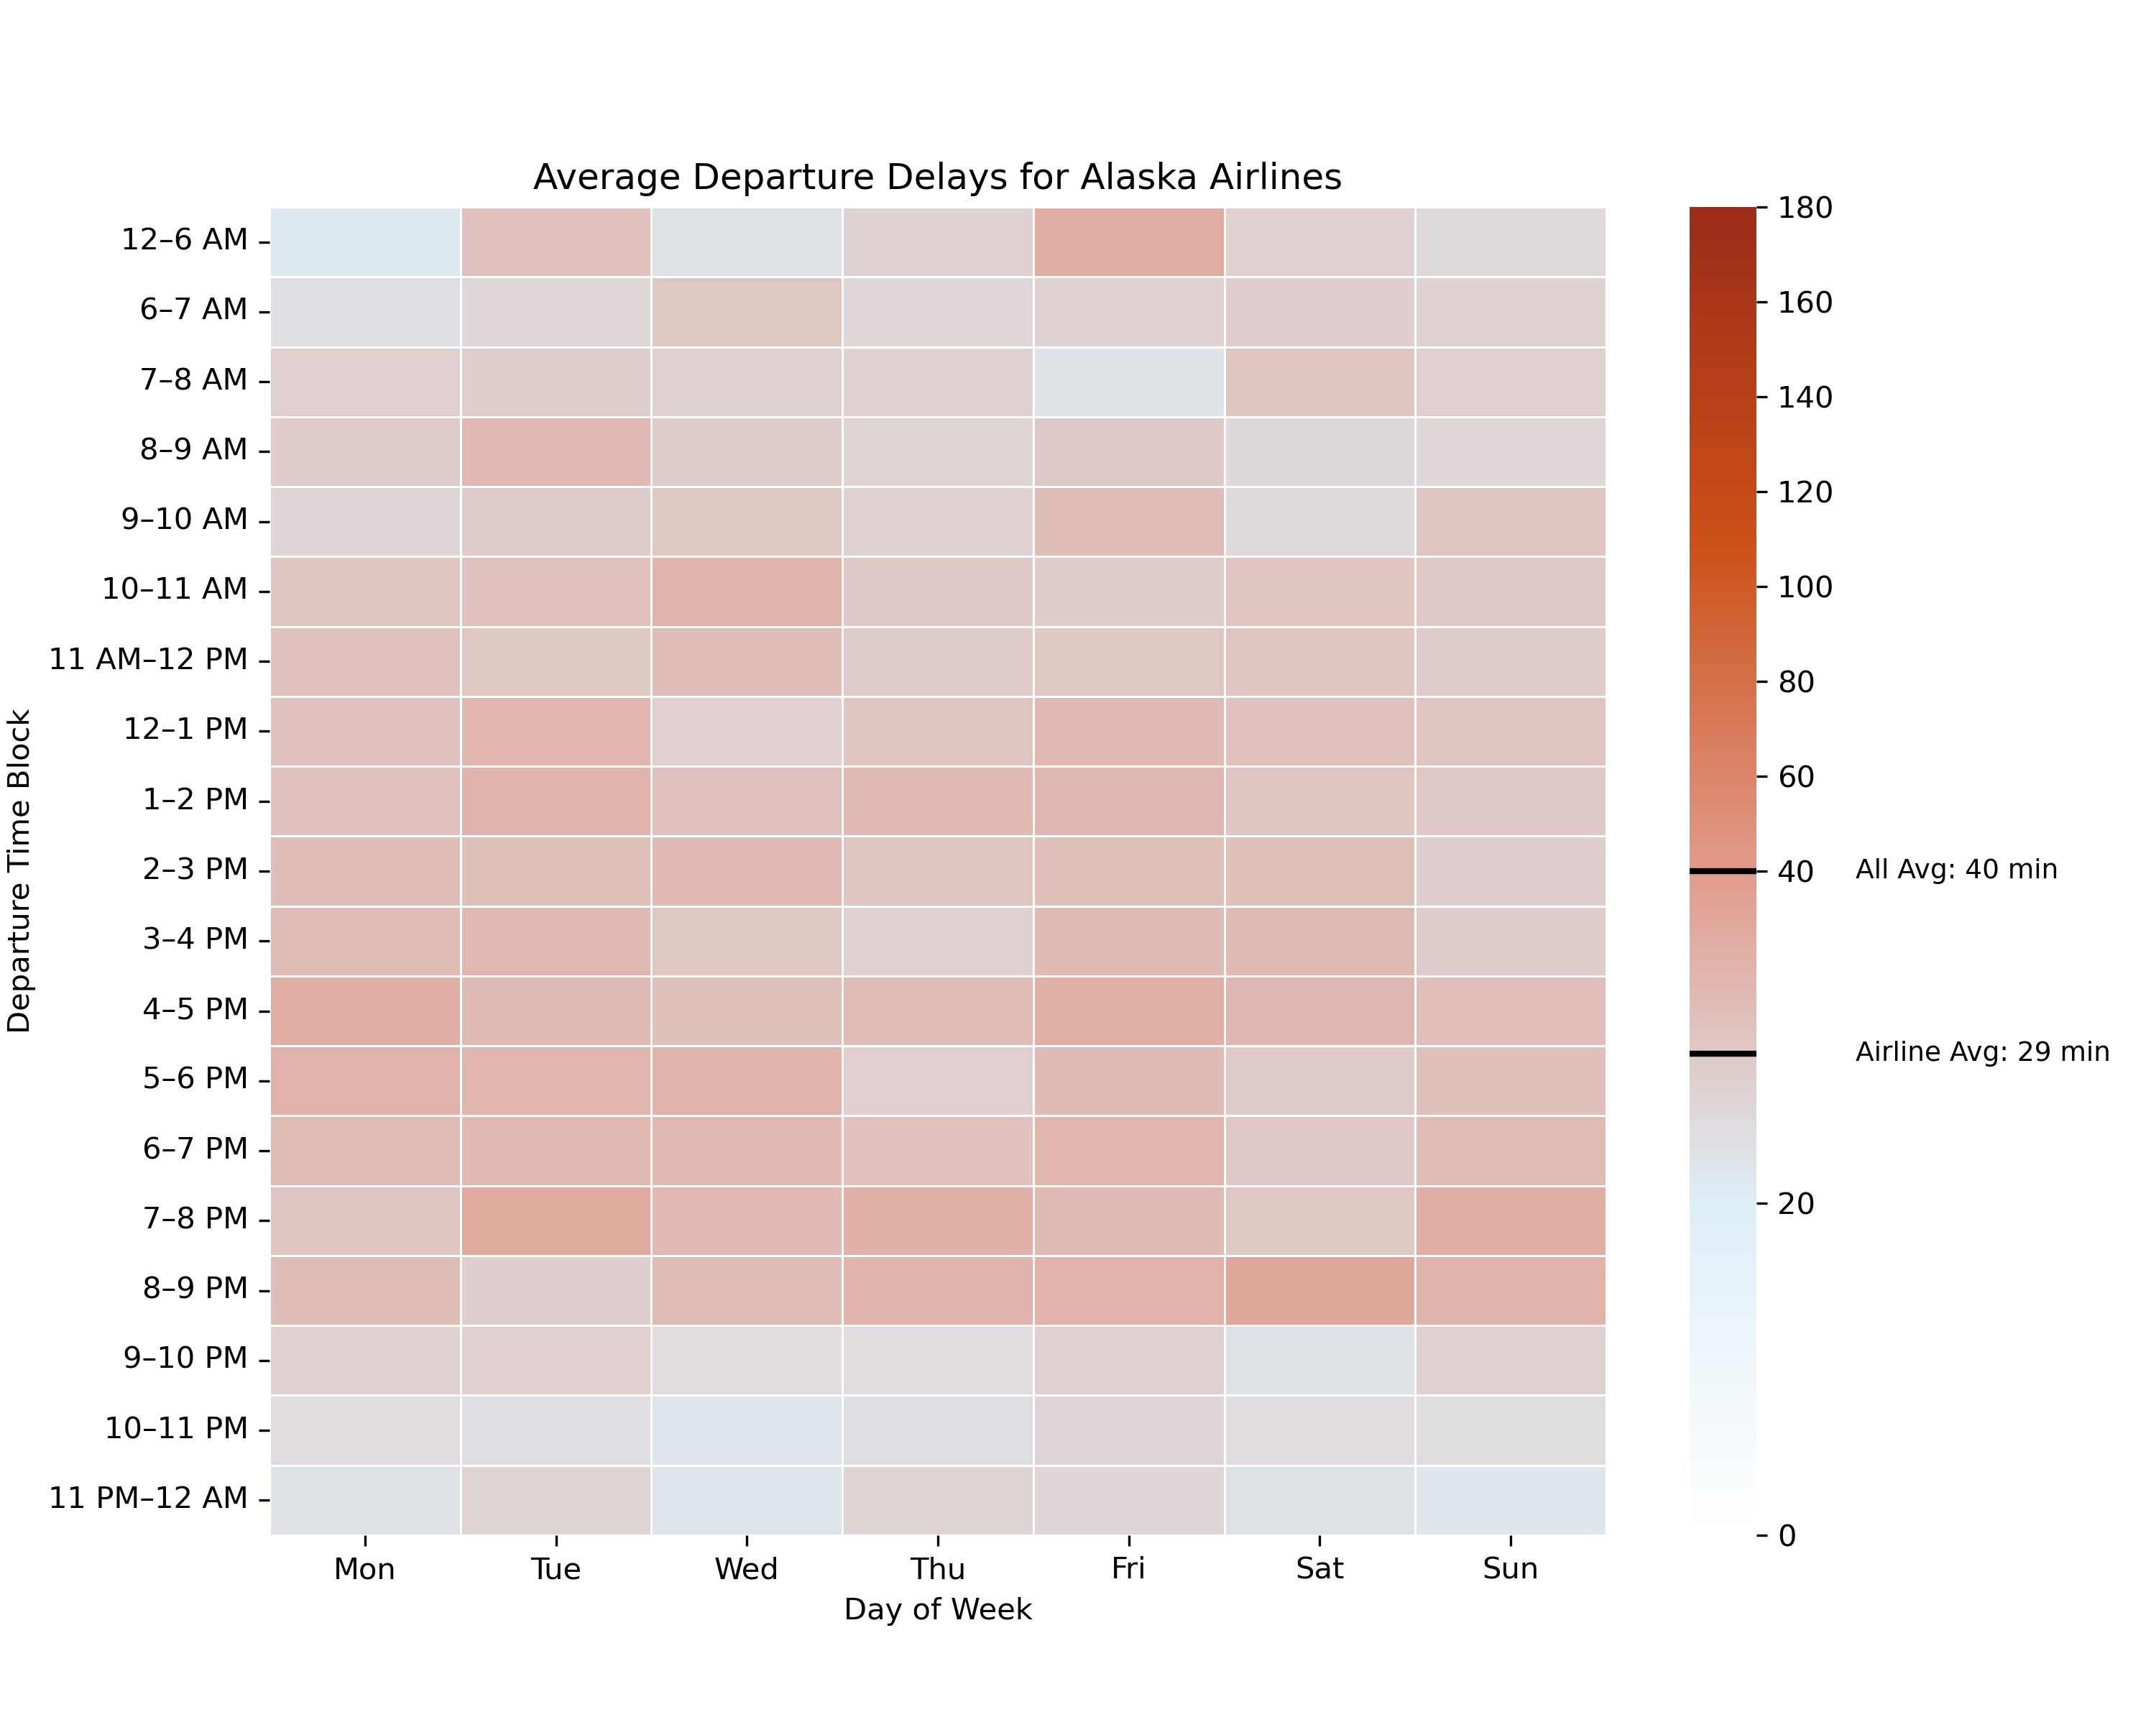 Average Departure Delays for Alaska Airlines
Departure Time Block
12–6 AM
6–7 AM
7–8 AM
8–9 AM
9–10 AM
10–11 AM
11 AM–12 PM
12–1 PM
1–2 PM
2–3 PM
3–4 PM
4–5 PM
5–6 PM
6–7 PM
7–8 PM
8–9 PM
9–10 PM
10–11 PM
11 PM–12 AM
Mon Tue Wed Thu Fri Sat Sun
Day of Week
180
160
140
120
100
80
60
40 All Avg: 40 min
Airline Avg: 29 min
20
0